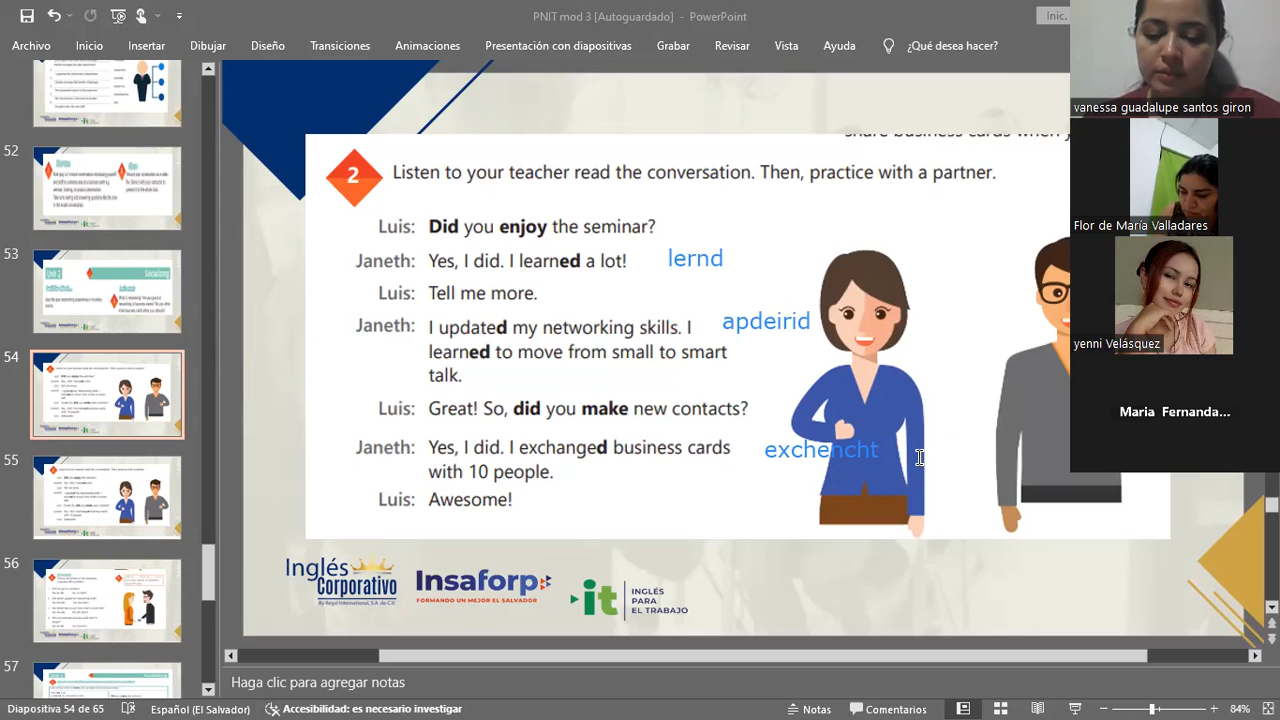 PNIT mod 3 [Autoguardado] - PowerPoint
Inic.
Archivo Inicio Insertar Dibujar Diseño Transiciones Animaciones Presentación con diapositivas Grabar Revisar Vista Ayuda ¿Qué desea hacer?
vanessa guadalupe santos giron
Flor de María Valladares
yenni Velásquez
Maria Fernanda...
52
53
Unit 2
Socializing
54
55
56
57
share business cards when
2 Listen to your teacher read the conversation. Then, practice with a partner.
Luis: Did you enjoy the seminar?
Janeth: Yes, I did. I learned a lot! lernd
Luis: Tell me more.
Janeth: I updated my networking skills. I apdeirid
learned to move from small to smart
talk.
Luis: Great! So, did you make new contacts?
Janeth: Yes, I did. I exchanged business cards exchencht
with 10 people.
Luis: Awesome!
Inglés
Corporativo
By Regal International, S.A. de C.V.
Insaforp
FORMANDO UN MEJOR EL SALVADOR
it
INGLÉS
PARA
EL TRABAJO
Haga clic para agregar notas
Diapositiva 54 de 65 Español (El Salvador) Accesibilidad: es necesario investigar Notas Comentarios 84%